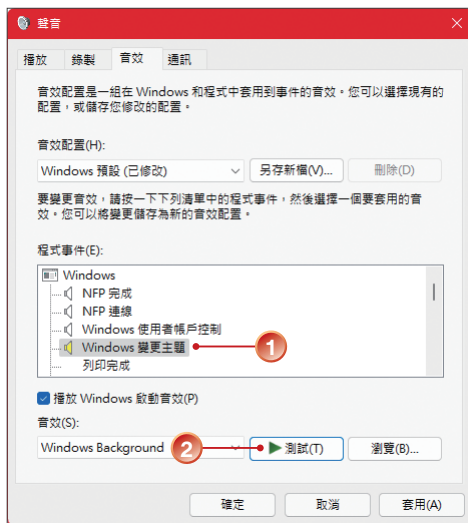 聲音
播放 錄製 音效 通訊
音效配置是一組在 Windows 和程式中套用到事件的音效。您可以選擇現有的
配置，或儲存您修改的配置。
音效配置(H):
Windows 預設 (已修改) 另存新檔(V)... 刪除(D)
要變更音效，請按一下下列清單中的程式事件，然後選擇一個要套用的音
效。您可以將變更儲存為新的音效配置。
程式事件(E):
Windows
NFP 完成
NFP 連線
Windows 使用者帳戶控制
Windows 變更主題 1
列印完成
播放 Windows 啟動音效(P)
音效(S):
Windows Background 2 測試(T) 瀏覽(B)...
確定 取消 套用(A)